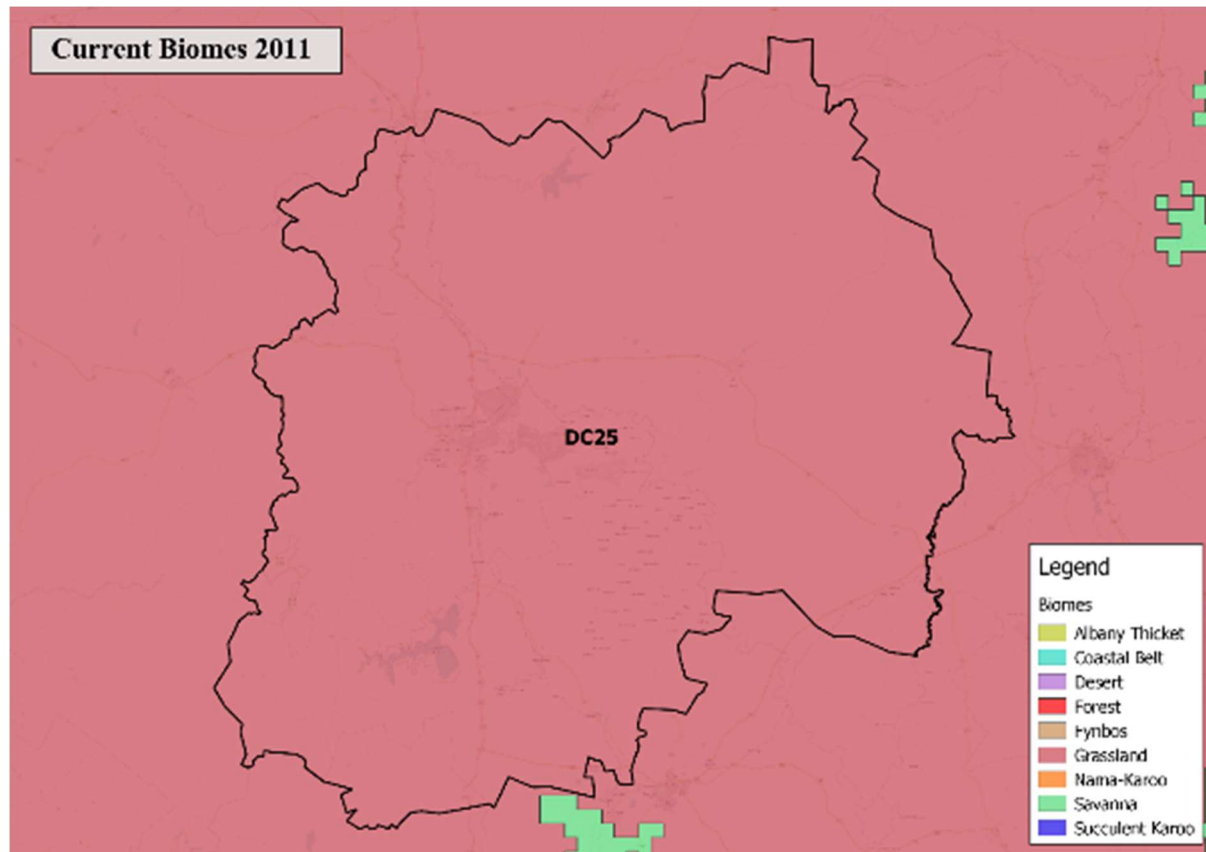 Current Biomes 2011
DC25
Legend
Biomes
Albany Thicket
Coastal Belt
Desert
Forest
Fynbos
Grassland
Nama-Karoo
Savanna
Succulent Karoo